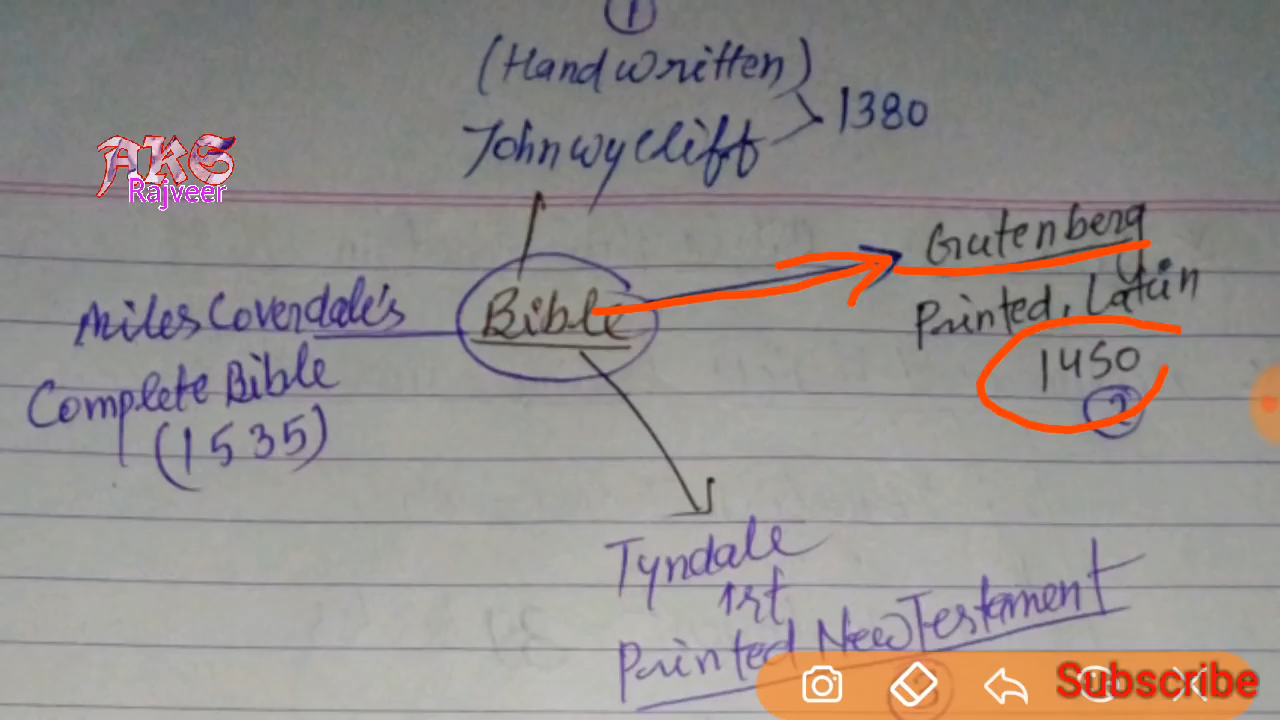 1
(Handwritten)
John wycliff
1380
AKS
Rajveer
Gutenberg
Printed, Latin
1450
2
Bible
Miles Coverdale's
Complete Bible
(1535)
Tyndale
1st
Printed New Testament
3
Subscribe